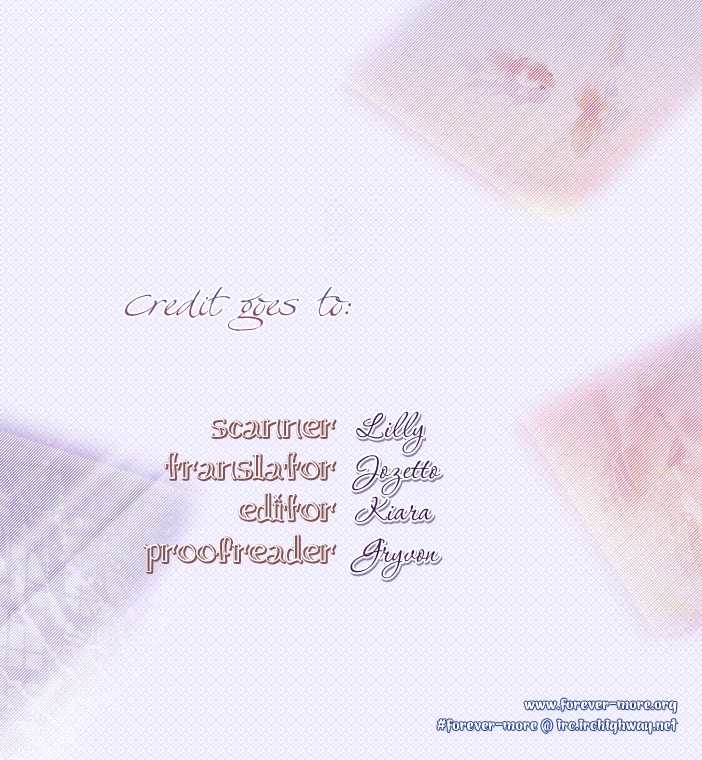 Credit goes to:
scanner Lilly
translator Jozetto
editor Kiara
proofreader Gryvon
www.forever-more.org
#forever-more @ irc.irchighway.net